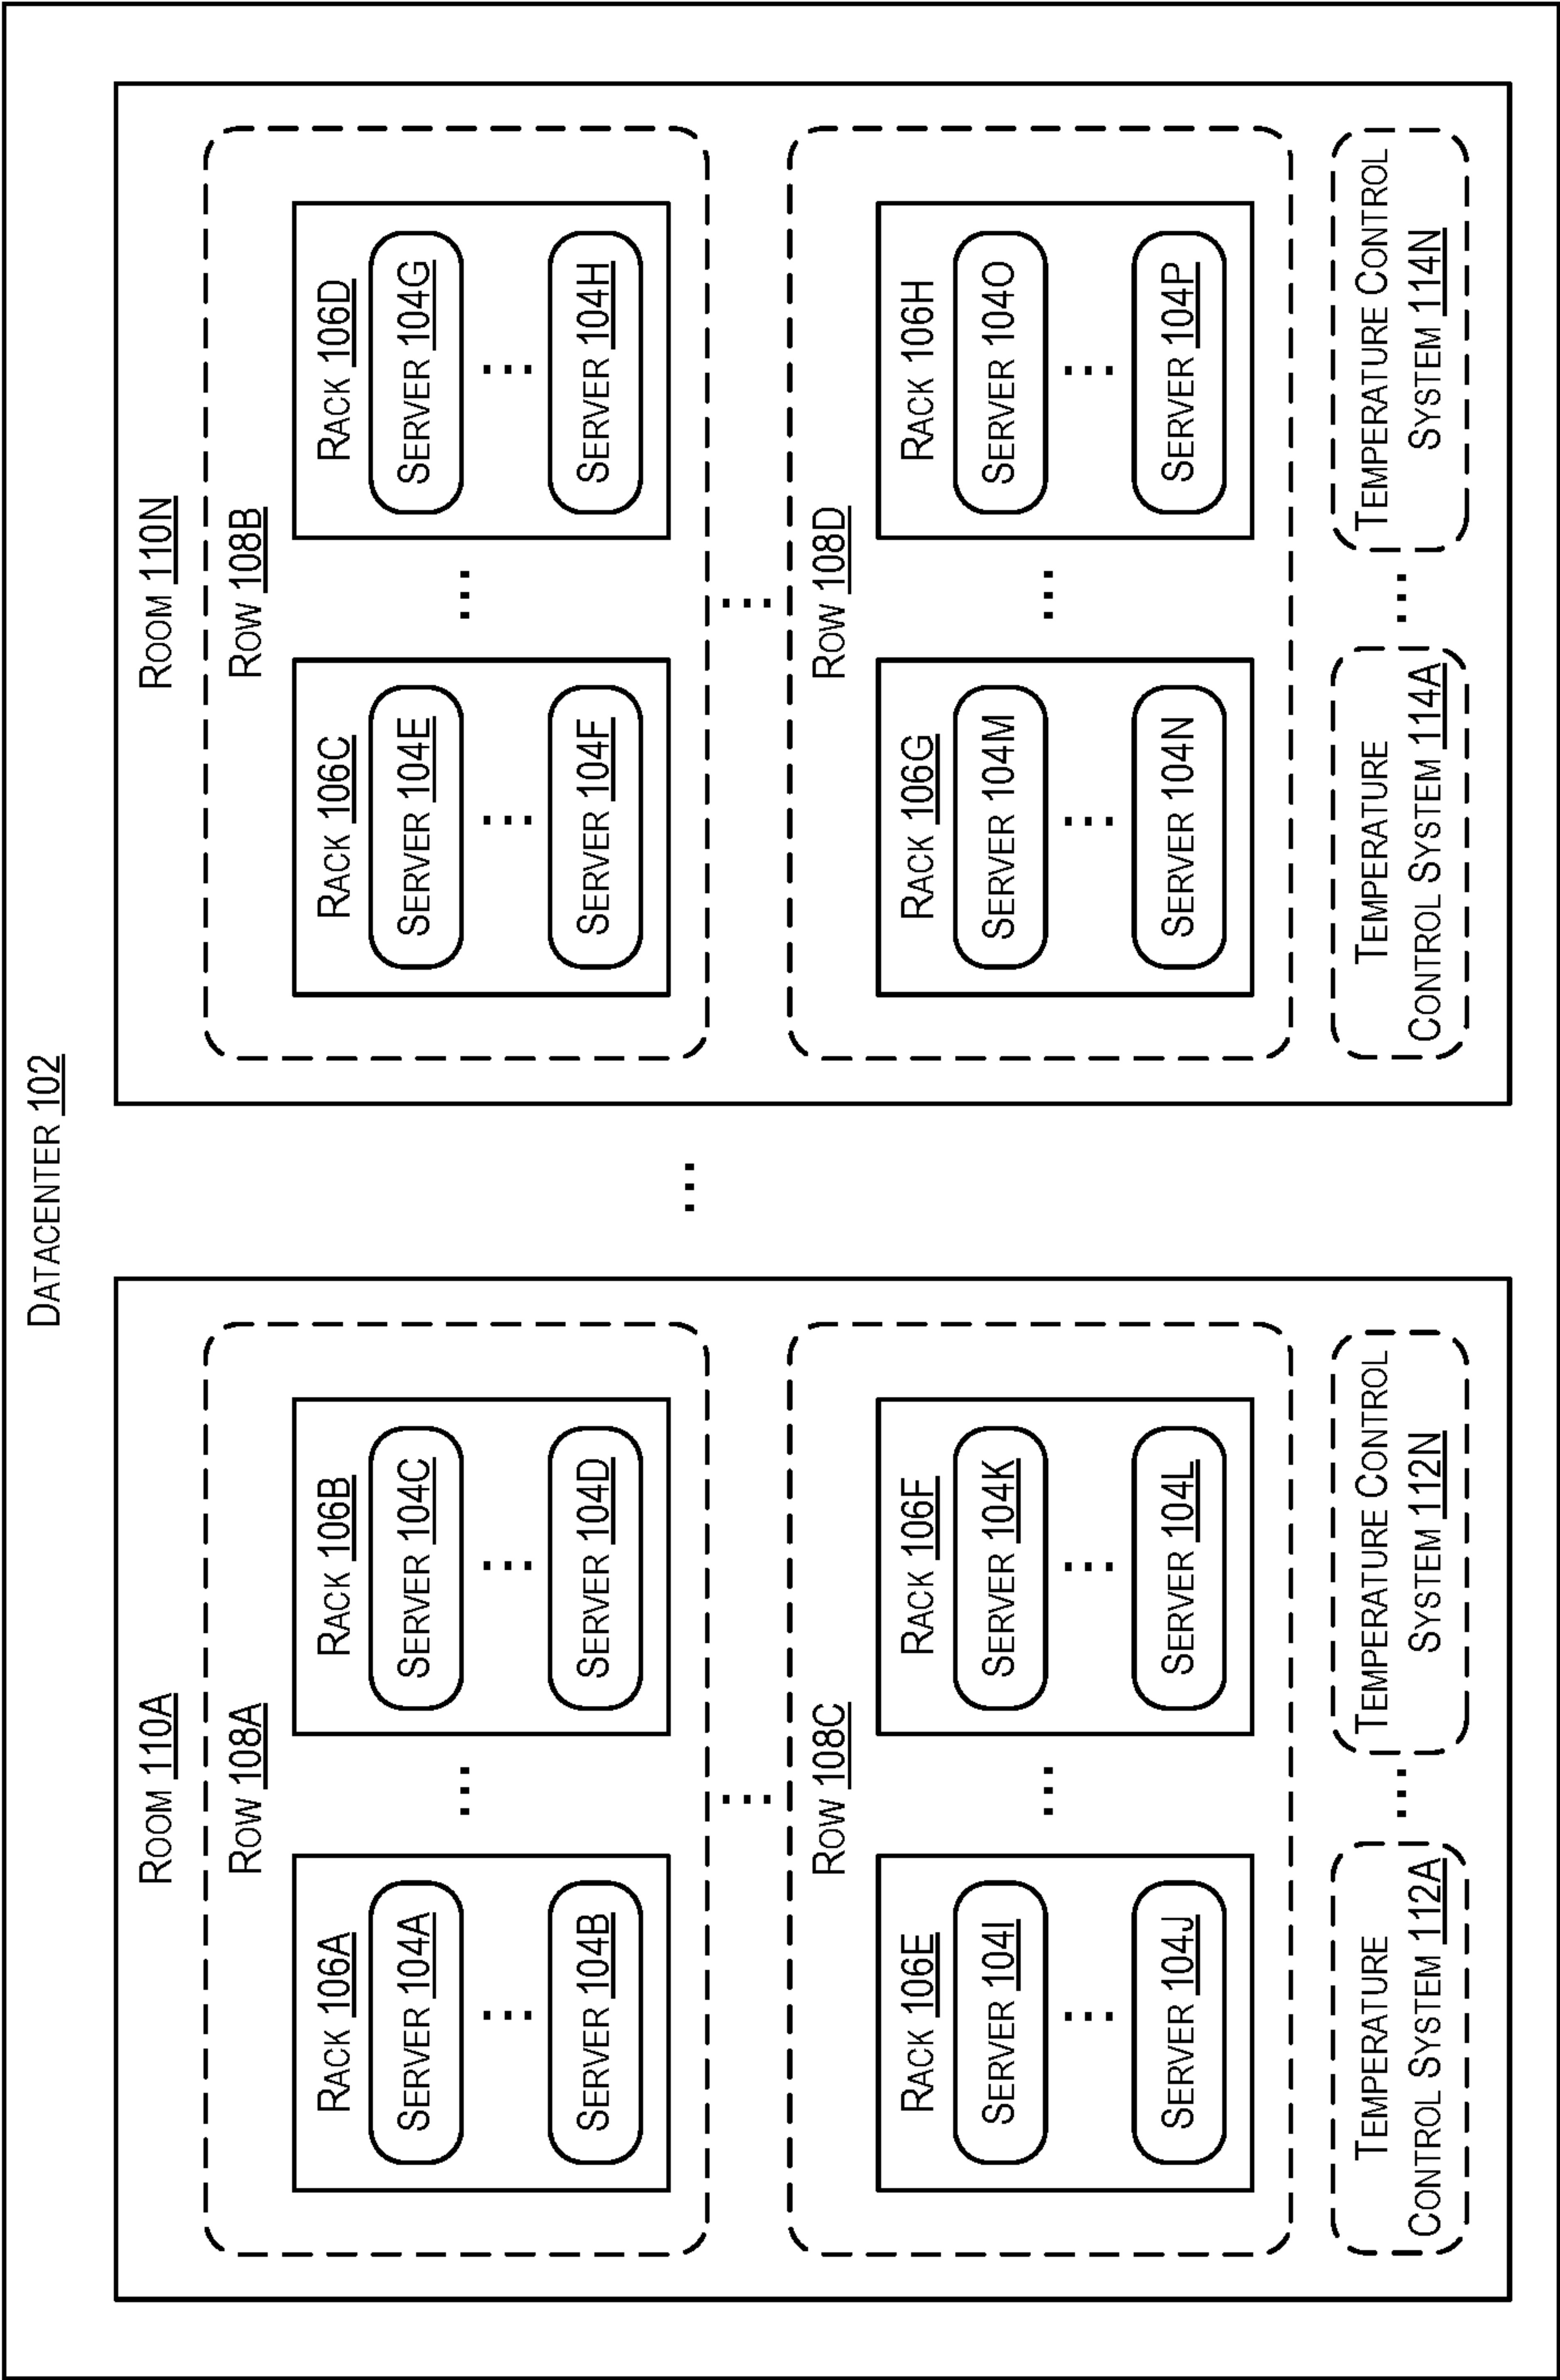 DATACENTER 102
ROOM 110A
ROW 108A
RACK 106A
SERVER 104A
...
SERVER 104B
...
RACK 106B
SERVER 104C
...
SERVER 104D
...
ROW 108C
RACK 106E
SERVER 104I
...
SERVER 104J
...
RACK 106F
SERVER 104K
...
SERVER 104L
TEMPERATURE
CONTROL SYSTEM 112A
...
TEMPERATURE CONTROL
SYSTEM 112N
...
ROOM 110N
ROW 108B
RACK 106C
SERVER 104E
...
SERVER 104F
...
RACK 106D
SERVER 104G
...
SERVER 104H
...
ROW 108D
RACK 106G
SERVER 104M
...
SERVER 104N
...
RACK 106H
SERVER 104O
...
SERVER 104P
TEMPERATURE
CONTROL SYSTEM 114A
...
TEMPERATURE CONTROL
SYSTEM 114N